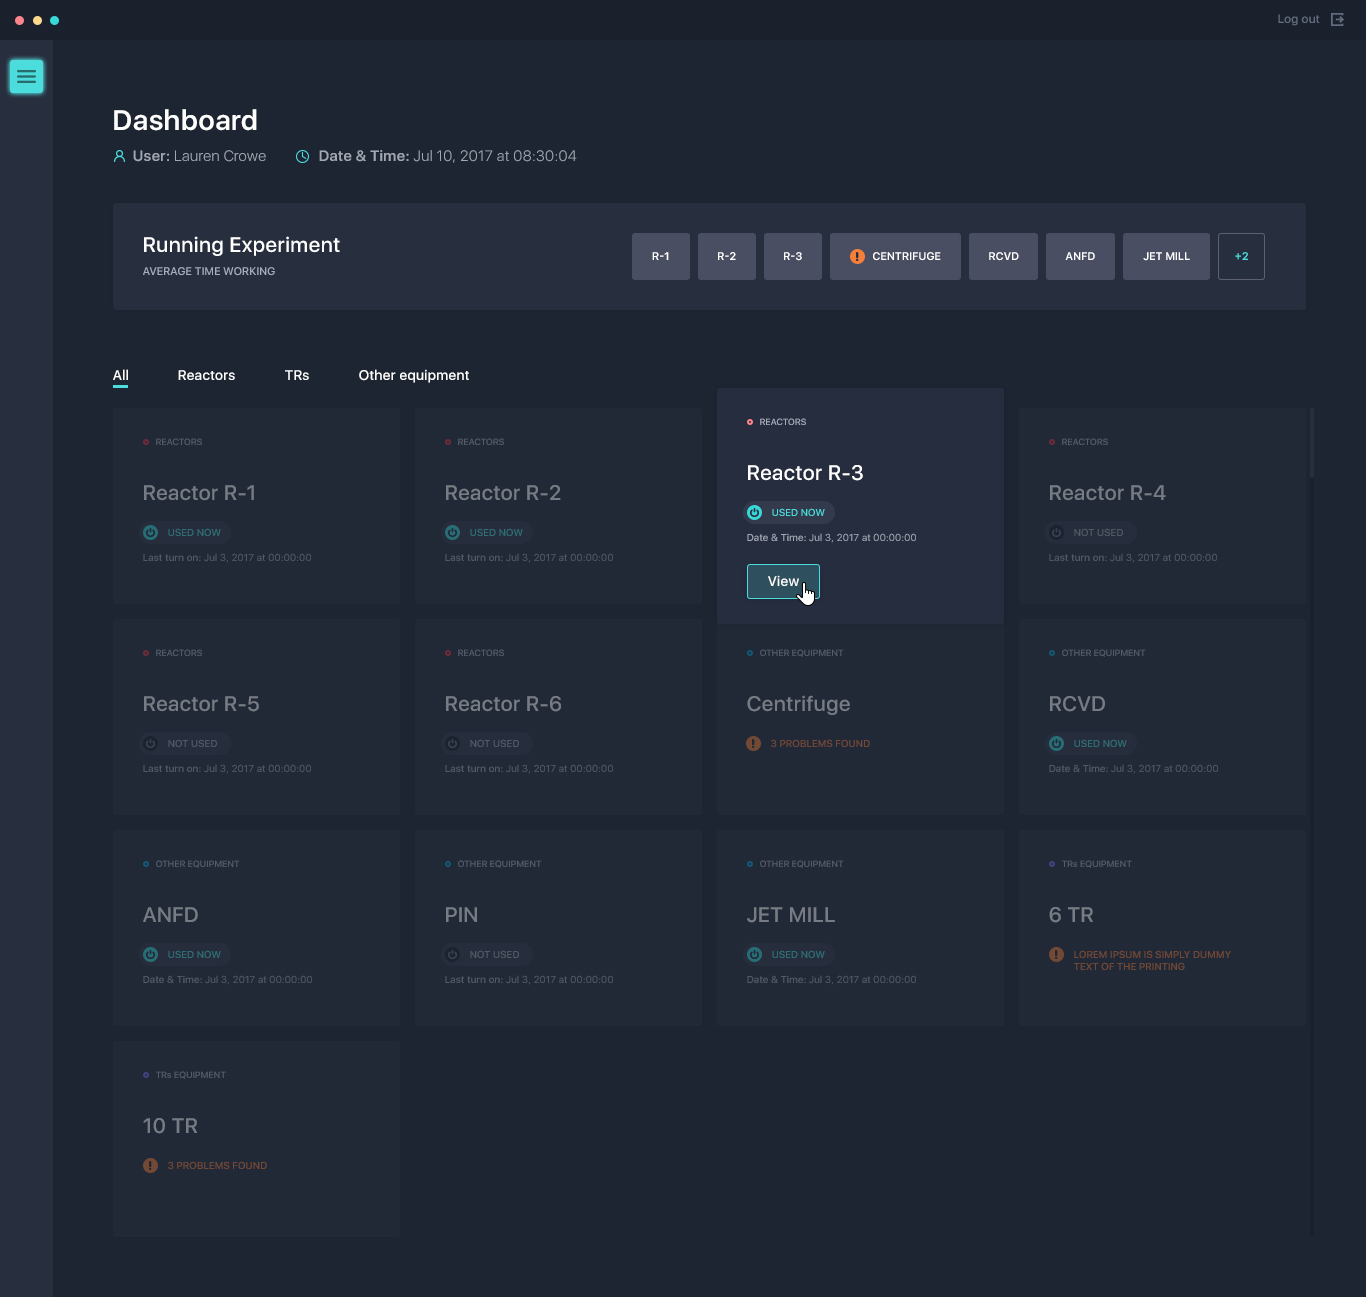 Log out
Dashboard
User: Lauren Crowe
Date & Time: Jul 10, 2017 at 08:30:04
Running Experiment
AVERAGE TIME WORKING
R-1
R-2
R-3
CENTRIFUGE
RCVD
ANFD
JET MILL
+2
All
Reactors
TRs
Other equipment
REACTORS
Reactor R-1
USED NOW
Last turn on: Jul 3, 2017 at 00:00:00
REACTORS
Reactor R-2
USED NOW
Last turn on: Jul 3, 2017 at 00:00:00
REACTORS
Reactor R-3
USED NOW
Date & Time: Jul 3, 2017 at 00:00:00
View
REACTORS
Reactor R-4
NOT USED
Last turn on: Jul 3, 2017 at 00:00:00
REACTORS
Reactor R-5
NOT USED
Last turn on: Jul 3, 2017 at 00:00:00
REACTORS
Reactor R-6
NOT USED
Last turn on: Jul 3, 2017 at 00:00:00
OTHER EQUIPMENT
Centrifuge
3 PROBLEMS FOUND
OTHER EQUIPMENT
RCVD
USED NOW
Date & Time: Jul 3, 2017 at 00:00:00
OTHER EQUIPMENT
ANFD
USED NOW
Date & Time: Jul 3, 2017 at 00:00:00
OTHER EQUIPMENT
PIN
NOT USED
Last turn on: Jul 3, 2017 at 00:00:00
OTHER EQUIPMENT
JET MILL
USED NOW
Date & Time: Jul 3, 2017 at 00:00:00
TRs EQUIPMENT
6 TR
LOREM IPSUM IS SIMPLY DUMMY
TEXT OF THE PRINTING
TRs EQUIPMENT
10 TR
3 PROBLEMS FOUND